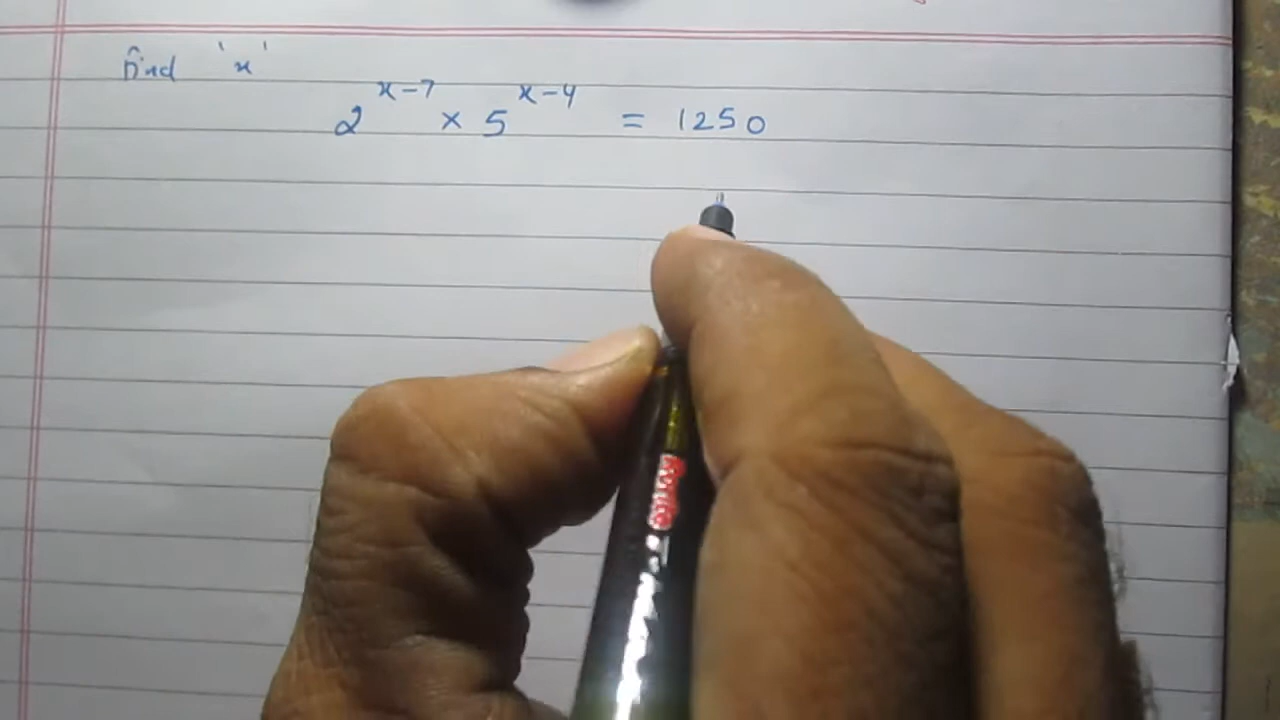 Find 'x'
2^{x-7} × 5^{x-4} = 1250